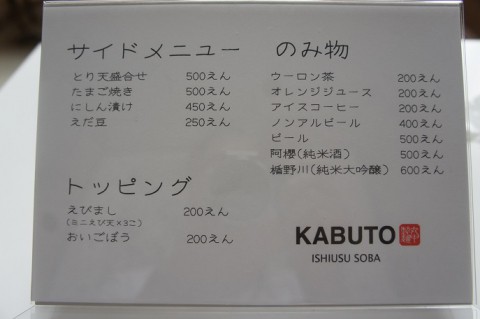 サイドメニュー
とり天盛合せ 500えん
たまご焼き 500えん
にしん漬け 450えん
えだ豆 250えん
トッピング
えびまし 200えん
(ミニえび天×3こ)
おいごぼう 200えん
のみ物
ウーロン茶 200えん
オレンジジュース 200えん
アイスコーヒー 200えん
ノンアルビール 400えん
ビール 500えん
阿櫻(純米酒) 500えん
楯野川(純米大吟醸) 600えん
KABUTO
ISHIUSU SOBA